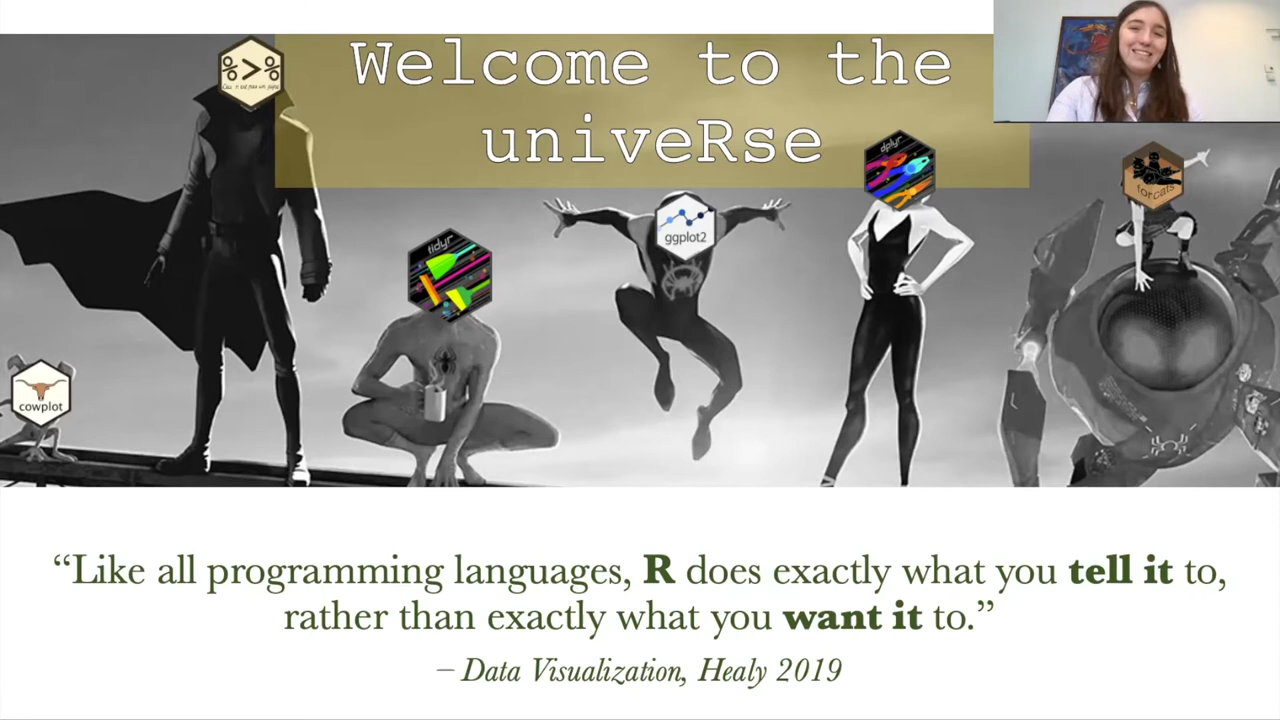 Welcome to the
univeRse
%>%
dplyr
forcats
tidyr
ggplot2
cowplot
“Like all programming languages, R does exactly what you tell it to,
rather than exactly what you want it to.”
– Data Visualization, Healy 2019